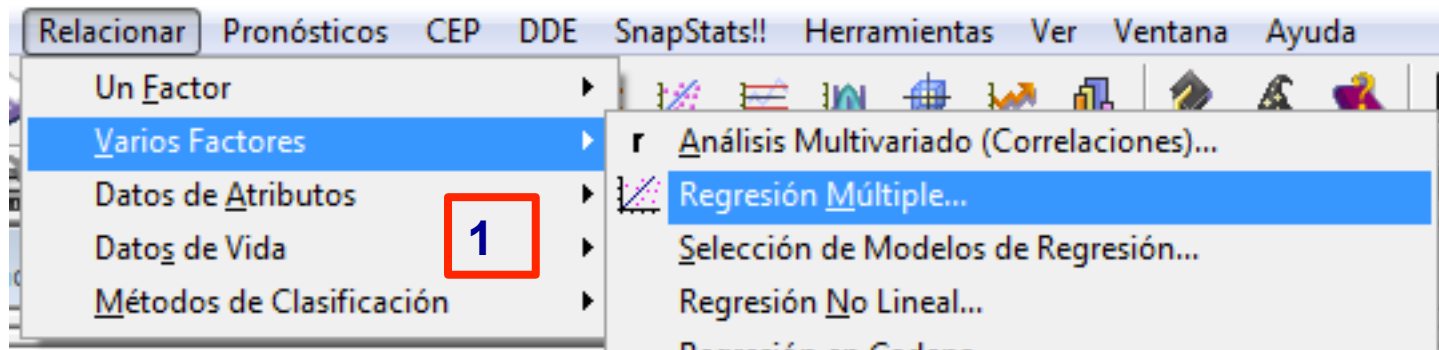 Relacionar Pronósticos CEP DDE SnapStats!! Herramientas Ver Ventana Ayuda
Un Factor
Varios Factores
Datos de Atributos
Datos de Vida
Métodos de Clasificación
1
r Análisis Multivariado (Correlaciones)...
Regresión Múltiple...
Selección de Modelos de Regresión...
Regresión No Lineal...